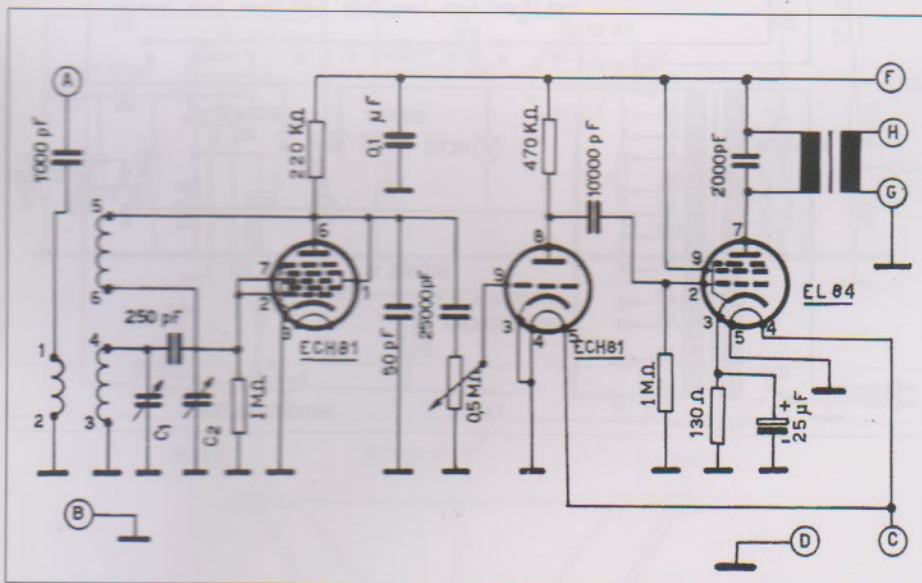 A
1000 pF
5
6
1
2
4
3
250 pF
C1
C2
1 MΩ
220 KΩ
0,1 µF
6
7
2
1
ECH81
50 pF
25000pF
0,5 MΩ
470 KΩ
10000 pF
8
9
3
4
5
ECH81
1 MΩ
2000pF
7
9
2
3
5
4
EL 84
130 Ω
+
-
25 µF
F
H
G
B
D
C